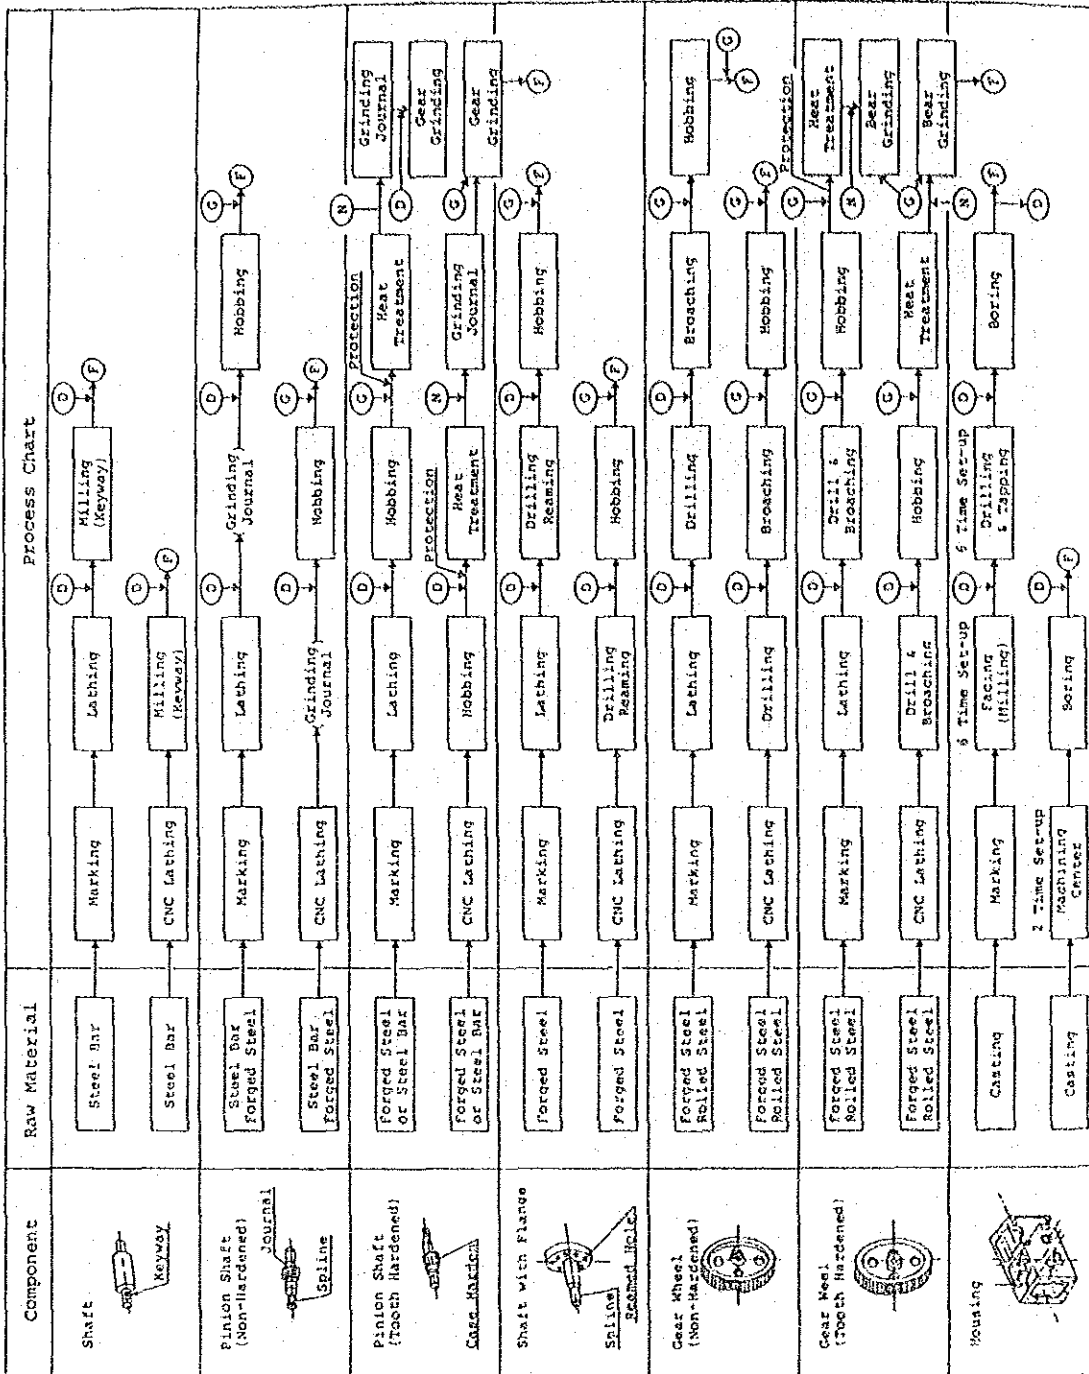 Component
Raw Material
Process Chart
Shaft
Keyway
Steel Bar
Marking
Lathing
D
Milling
(Keyway)
D
F
Steel Bar
CNC Lathing
Milling
(Keyway)
D
F
Pinion Shaft
(Non-Hardened)
Journal
Spline
Steel Bar
Forged Steel
Marking
Lathing
D
Grinding
Journal
D
Hobbing
G
F
Steel Bar
Forged Steel
CNC Lathing
Grinding
Journal
D
Hobbing
G
F
Pinion Shaft
(Tooth Hardened)
Case Harden
Forged Steel
or Steel Bar
Marking
Lathing
D
Hobbing
G
Protection
Heat
Treatment
N
Grinding
Journal
D
Gear
Grinding
Forged Steel
or Steel Bar
CNC Lathing
Hobbing
D
Protection
Heat
Treatment
N
Grinding
Journal
G
Gear
Grinding
F
Shaft with Flange
Spline
Reamed Hole
Forged Steel
Marking
Lathing
D
Drilling
Reaming
D
Hobbing
G
F
Forged Steel
CNC Lathing
Drilling
Reaming
D
Hobbing
G
F
Gear Wheel
(Non-Hardened)
Forged Steel
Rolled Steel
Marking
Lathing
D
Drilling
D
Broaching
G
Hobbing
G
F
Forged Steel
Rolled Steel
CNC Lathing
Drilling
D
Broaching
G
Hobbing
G
F
Gear Weel
(Tooth Hardened)
Forged Steel
Rolled Steel
Marking
Lathing
D
Drill &
Broaching
G
Hobbing
G
Protection
Heat
Treatment
N
Bear
Grinding
Forged Steel
Rolled Steel
CNC Lathing
Drill &
Broaching
D
Hobbing
G
Heat
Treatment
G
N
Bear
Grinding
F
Housing
Casting
Marking
6 Time Set-up
Facing
(Milling)
D
6 Time Set-up
Drilling
& Tapping
D
Boring
F
D
Casting
2 Time Set-up
Machining
Center
Boring
D
F